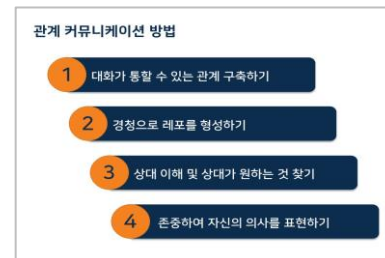 관계 커뮤니케이션 방법
1 대화가 통할 수 있는 관계 구축하기
2 경청으로 레포를 형성하기
3 상대 이해 및 상대가 원하는 것 찾기
4 존중하여 자신의 의사를 표현하기